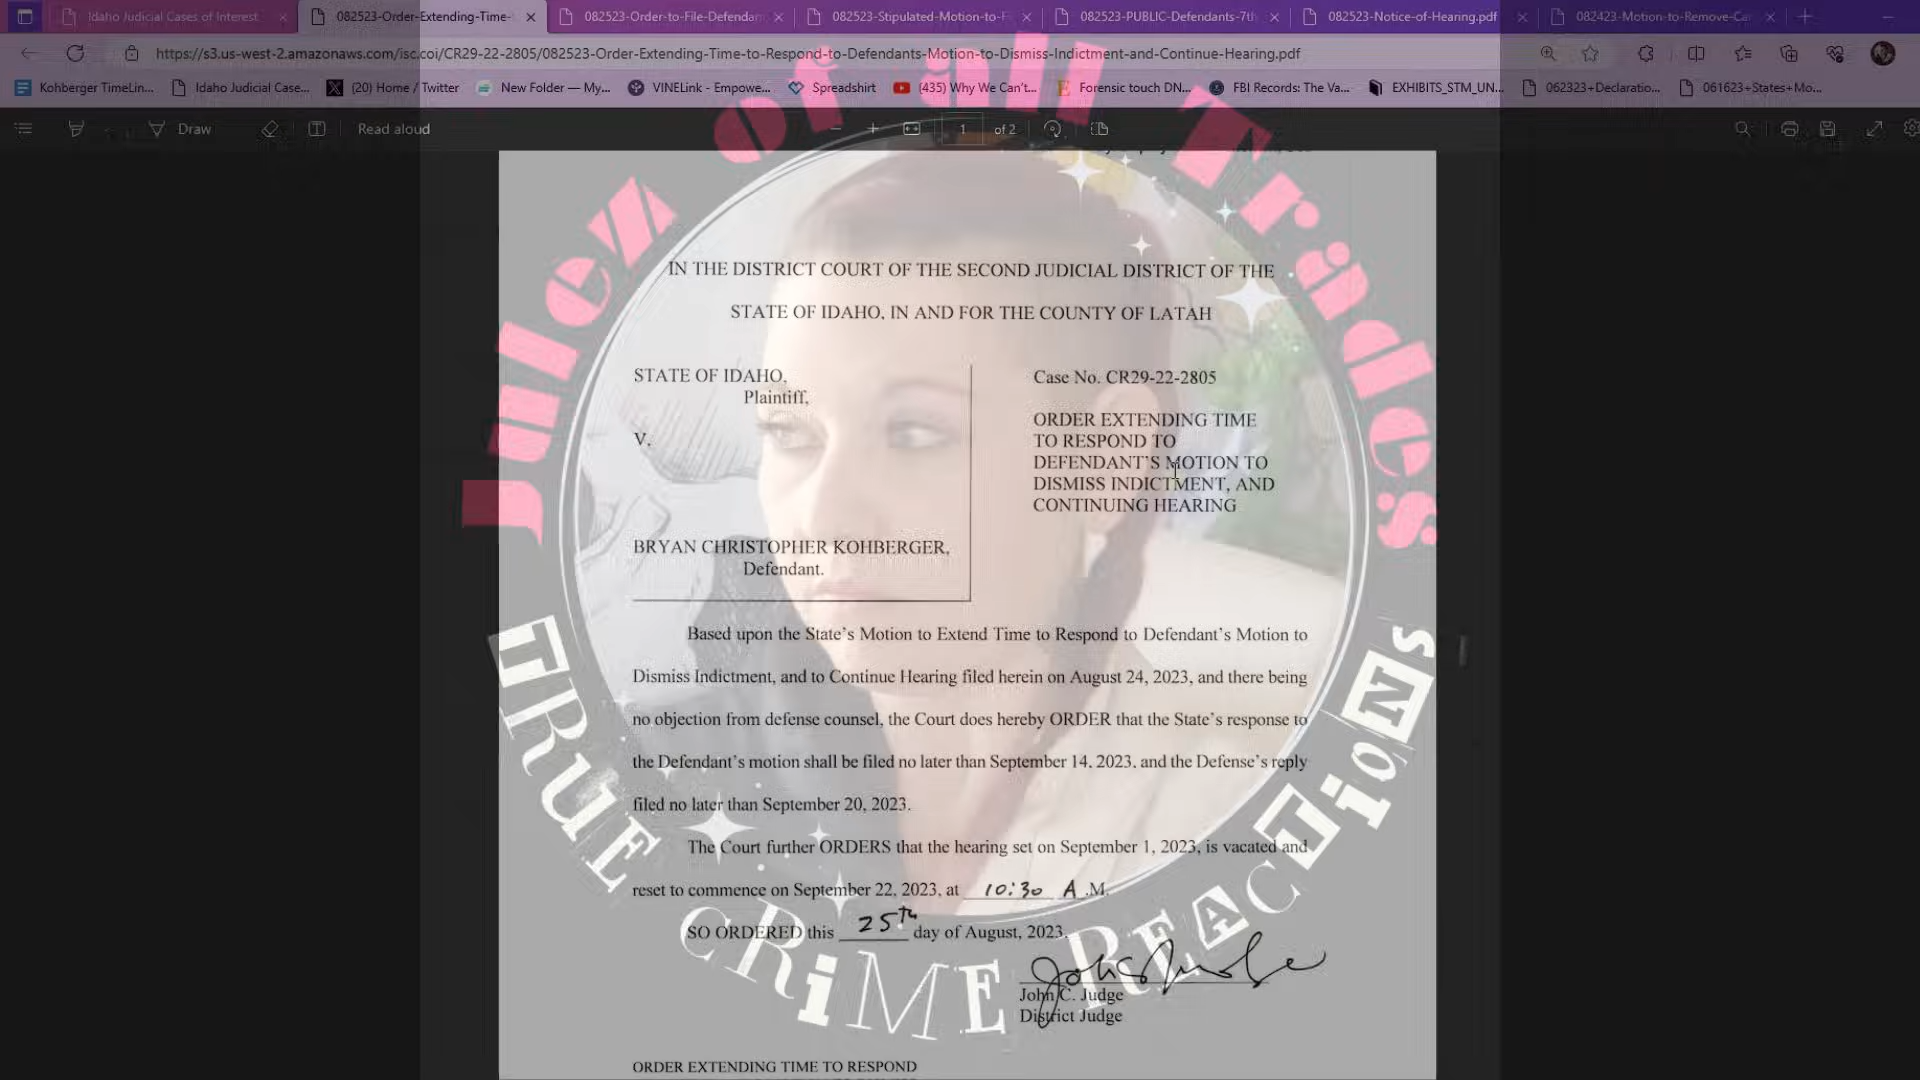 Idaho Judicial Cases of Interest
082523-Order-Extending-Time-
082523-Order-to-File-Defendan
082523-Stipulated-Motion-to-F
082523-PUBLIC-Defendants-7th
082523-Notice-of-Hearing.pdf
082423-Motion-to-Remove-Ca
https://s3.us-west-2.amazonaws.com/isc.coi/CR29-22-2805/082523-Order-Extending-Time-to-Respond-to-Defendants-Motion-to-Dismiss-Indictment-and-Continue-Hearing.pdf
Kohberger TimeLin...
Idaho Judicial Case...
(20) Home / Twitter
New Folder — My...
VINELink - Empowe...
Spreadshirt
(435) Why We Can't...
Forensic touch DN...
FBI Records: The Va...
EXHIBITS_STM_UN...
062323+Declaratio...
061623+States+Mo...
Draw
Read aloud
1
of 2
of all Trades
IN THE DISTRICT COURT OF THE SECOND JUDICIAL DISTRICT OF THE
STATE OF IDAHO, IN AND FOR THE COUNTY OF LATAH
STATE OF IDAHO,
Plaintiff,
V.
BRYAN CHRISTOPHER KOHBERGER,
Defendant.
Case No. CR29-22-2805
ORDER EXTENDING TIME
TO RESPOND TO
DEFENDANT'S MOTION TO
DISMISS INDICTMENT, AND
CONTINUING HEARING
Based upon the State's Motion to Extend Time to Respond to Defendant's Motion to
Dismiss Indictment, and to Continue Hearing filed herein on August 24, 2023, and there being
no objection from defense counsel, the Court does hereby ORDER that the State's response to
the Defendant's motion shall be filed no later than September 14, 2023, and the Defense's reply
filed no later than September 20, 2023.
The Court further ORDERS that the hearing set on September 1, 2023, is vacated and
reset to commence on September 22, 2023, at 10:30 A.M.
SO ORDERED this 25th day of August, 2023.
John C. Judge
District Judge
TRUE CRiME REACTiONS
ORDER EXTENDING TIME TO RESPOND